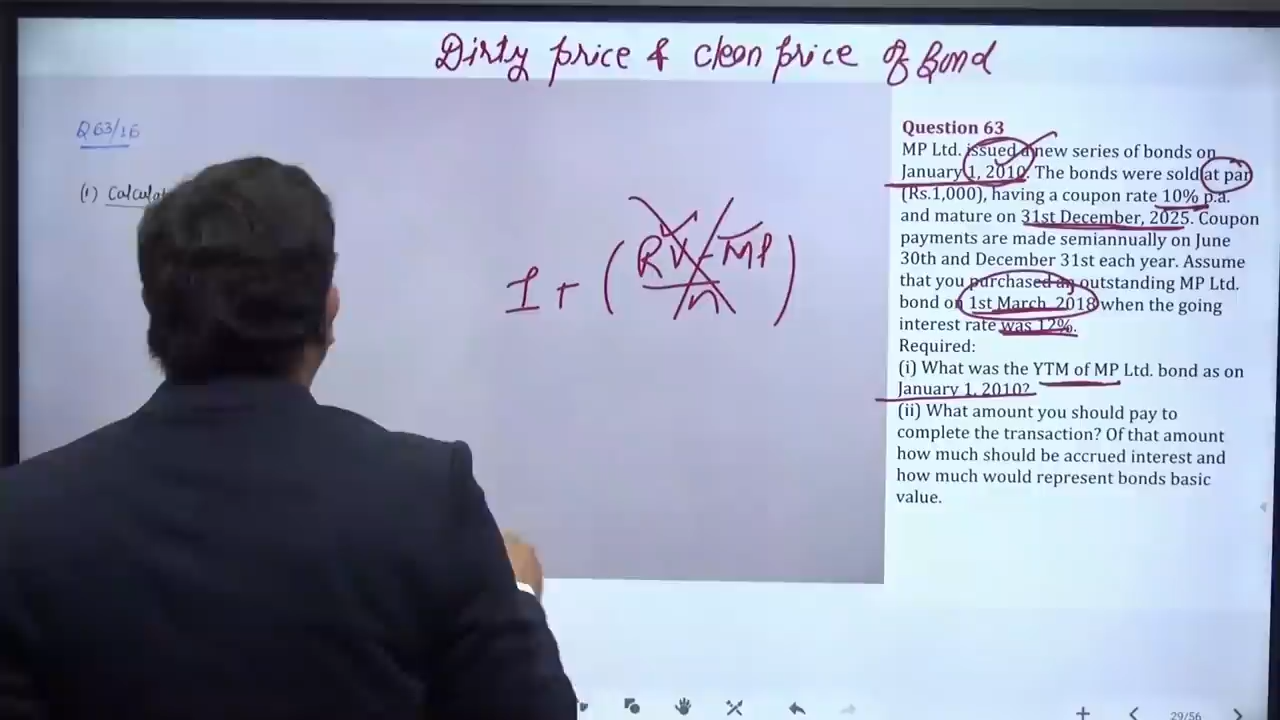 Dirty price & clean price of Bond
Q63/16
(1) Calcula
I + (RV - MP / n)
Question 63
MP Ltd. issued a new series of bonds on
January 1, 2010. The bonds were sold at par
(Rs.1,000), having a coupon rate 10% p.a.
and mature on 31st December, 2025. Coupon
payments are made semiannually on June
30th and December 31st each year. Assume
that you purchased an outstanding MP Ltd.
bond on 1st March, 2018 when the going
interest rate was 12%.
Required:
(i) What was the YTM of MP Ltd. bond as on
January 1, 2010?
(ii) What amount you should pay to
complete the transaction? Of that amount
how much should be accrued interest and
how much would represent bonds basic
value.
29/56